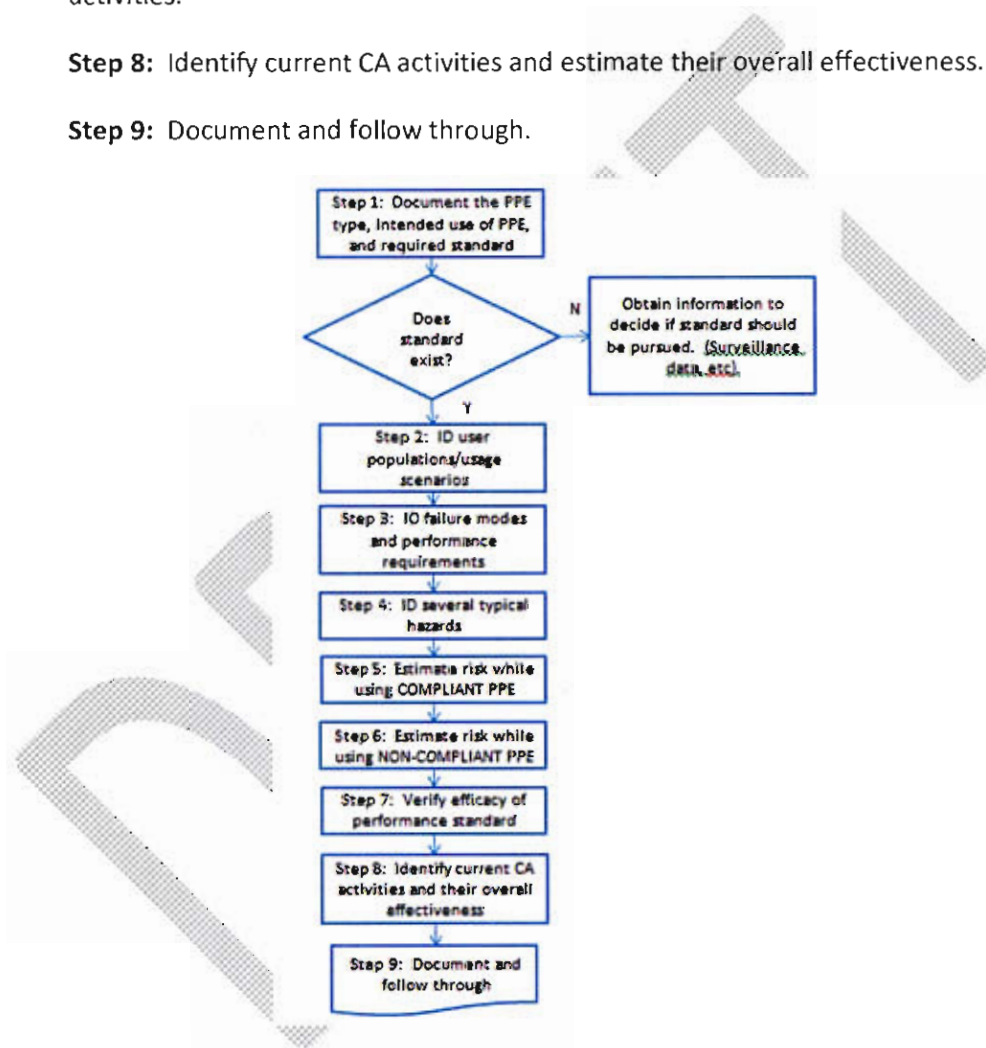 activities.
Step 8: Identify current CA activities and estimate their overall effectiveness.
Step 9: Document and follow through.
Step 1: Document the PPE
type, Intended use of PPE,
and required standard
Does
standard
exist?
N
Obtain information to
decide if standard should
be pursued. (Surveillance
data, etc).
Y
Step 2: ID user
populations/usage
scenarios
Step 3: ID failure modes
and performance
requirements
Step 4: ID several typical
hazards
Step 5: Estimate risk while
using COMPLIANT PPE
Step 6: Estimate risk while
using NON-COMPLIANT PPE
Step 7: Verify efficacy of
performance standard
Step 8: Identify current CA
activities and their overall
effectiveness
Step 9: Document and
follow through